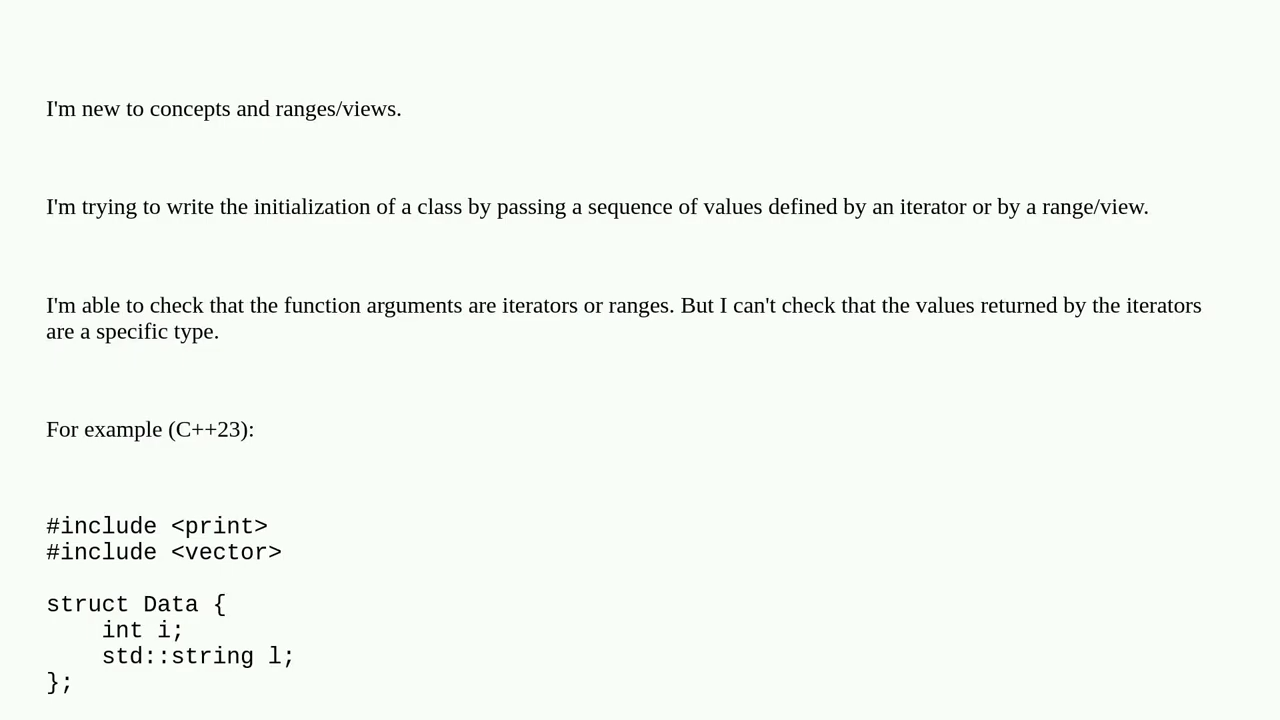 I'm new to concepts and ranges/views.
I'm trying to write the initialization of a class by passing a sequence of values defined by an iterator or by a range/view.
I'm able to check that the function arguments are iterators or ranges. But I can't check that the values returned by the iterators
are a specific type.
For example (C++23):
#include <print>
#include <vector>
struct Data {
    int i;
    std::string l;
};